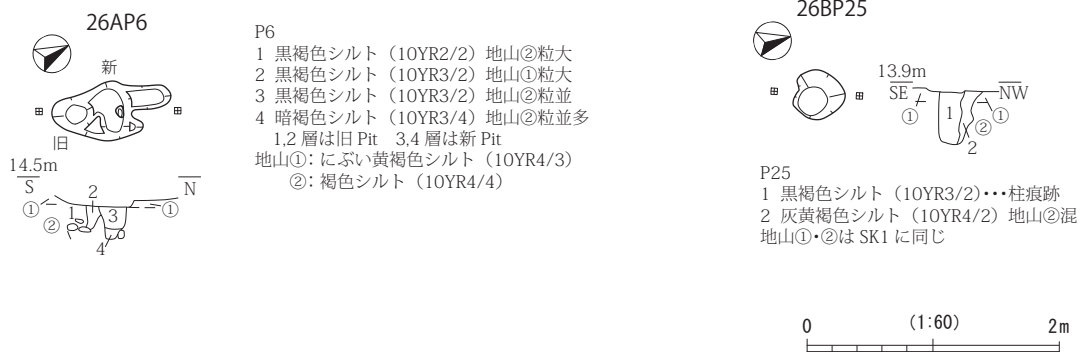 26AP6
新
旧
14.5m
S
N
①
②
1
2
3
4
①
P6
1 黒褐色シルト（10YR2/2）地山②粒大
2 黒褐色シルト（10YR3/2）地山①粒大
3 黒褐色シルト（10YR3/2）地山②粒並
4 暗褐色シルト（10YR3/4）地山②粒並多
1,2 層は旧 Pit　3,4 層は新 Pit
地山①：にぶい黄褐色シルト（10YR4/3）
②：褐色シルト（10YR4/4）
26BP25
13.9m
SE
NW
①
1
②
①
2
P25
1 黒褐色シルト（10YR3/2）･･･柱痕跡
2 灰黄褐色シルト（10YR4/2）地山②混
地山①・②は SK1 に同じ
0 (1:60) 2m